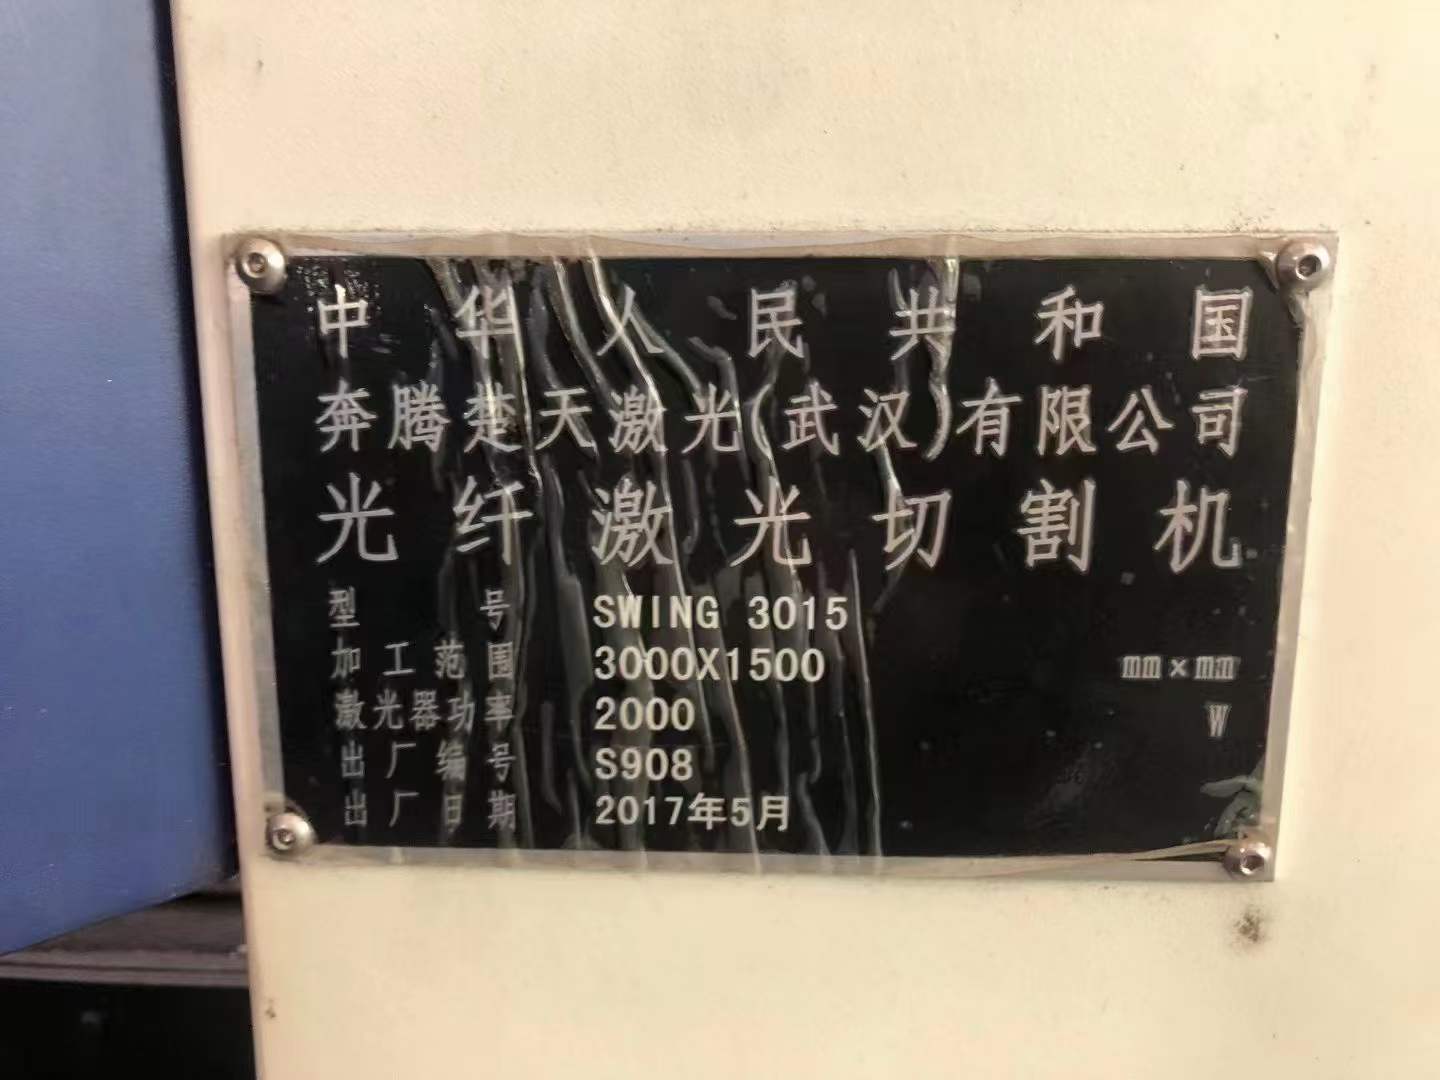 中华人民共和国
奔腾楚天激光(武汉)有限公司
光纤激光切割机
型号 SWING 3015
加工范围 3000X1500 mm×mm
激光器功率 2000 W
出厂编号 S908
出厂日期 2017年5月